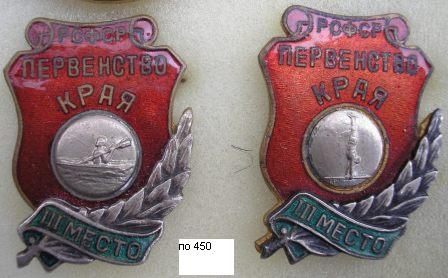 РСФСР
ПЕРВЕНСТВО
КРАЯ
III МЕСТО
РСФСР
ПЕРВЕНСТВО
КРАЯ
III МЕСТО
по 450